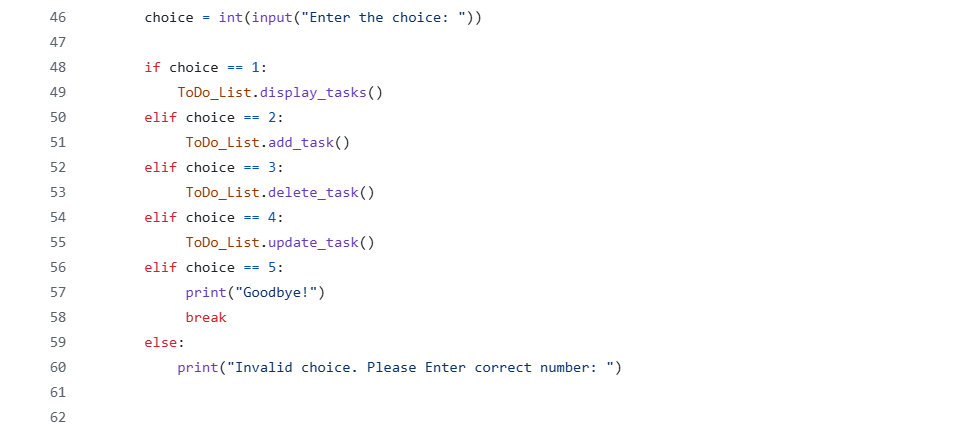 46 choice = int(input("Enter the choice: "))
47
48 if choice == 1:
49 ToDo_List.display_tasks()
50 elif choice == 2:
51 ToDo_List.add_task()
52 elif choice == 3:
53 ToDo_List.delete_task()
54 elif choice == 4:
55 ToDo_List.update_task()
56 elif choice == 5:
57 print("Goodbye!")
58 break
59 else:
60 print("Invalid choice. Please Enter correct number: ")
61
62